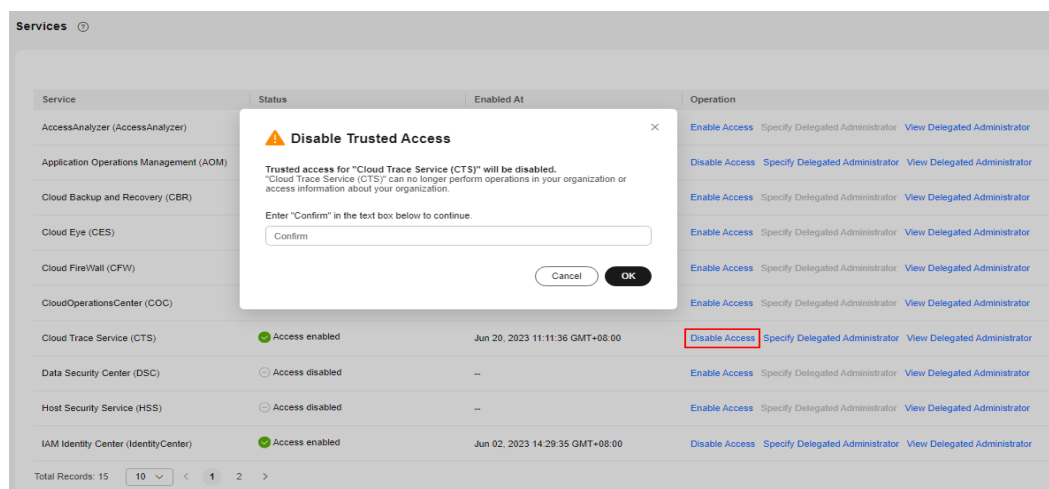 Services
Service Status Enabled At Operation
AccessAnalyzer (AccessAnalyzer) Enable Access Specify Delegated Administrator View Delegated Administrator
Disable Trusted Access
Application Operations Management (AOM) Disable Access Specify Delegated Administrator View Delegated Administrator
Trusted access for "Cloud Trace Service (CTS)" will be disabled.
"Cloud Trace Service (CTS)" can no longer perform operations in your organization or
access information about your organization.
Cloud Backup and Recovery (CBR) Enable Access Specify Delegated Administrator View Delegated Administrator
Enter "Confirm" in the text box below to continue.
Confirm
Cloud Eye (CES) Enable Access Specify Delegated Administrator View Delegated Administrator
Cloud FireWall (CFW) Enable Access Specify Delegated Administrator View Delegated Administrator
Cancel OK
CloudOperationsCenter (COC) Enable Access Specify Delegated Administrator View Delegated Administrator
Cloud Trace Service (CTS) Access enabled Jun 20, 2023 11:11:36 GMT+08:00 Disable Access Specify Delegated Administrator View Delegated Administrator
Data Security Center (DSC) Access disabled -- Enable Access Specify Delegated Administrator View Delegated Administrator
Host Security Service (HSS) Access disabled -- Enable Access Specify Delegated Administrator View Delegated Administrator
IAM Identity Center (IdentityCenter) Access enabled Jun 02, 2023 14:29:35 GMT+08:00 Disable Access Specify Delegated Administrator View Delegated Administrator
Total Records: 15 10 < 1 2 >